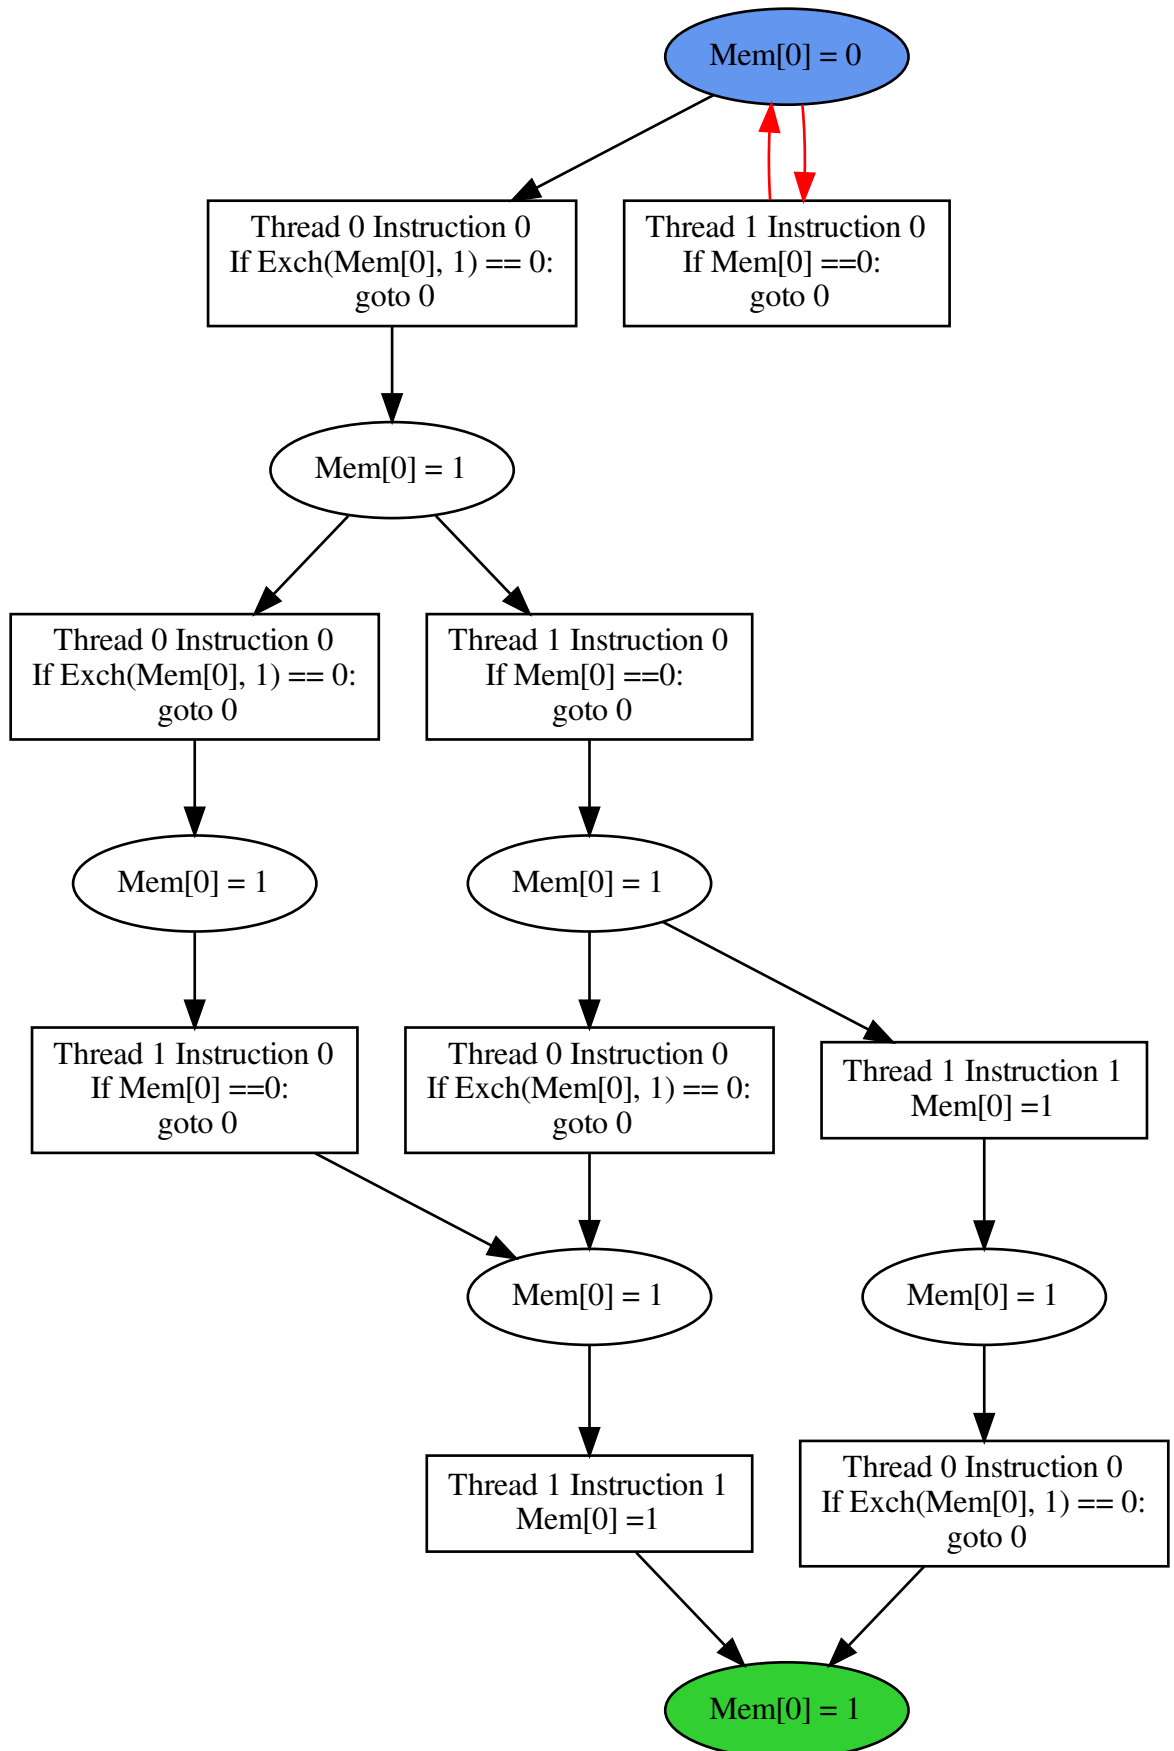 Mem[0] = 0
Thread 0 Instruction 0
If Exch(Mem[0], 1) == 0:
goto 0
Thread 1 Instruction 0
If Mem[0] ==0:
goto 0
Mem[0] = 1
Thread 0 Instruction 0
If Exch(Mem[0], 1) == 0:
goto 0
Thread 1 Instruction 0
If Mem[0] ==0:
goto 0
Mem[0] = 1
Mem[0] = 1
Thread 1 Instruction 0
If Mem[0] ==0:
goto 0
Thread 0 Instruction 0
If Exch(Mem[0], 1) == 0:
goto 0
Thread 1 Instruction 1
Mem[0] =1
Mem[0] = 1
Mem[0] = 1
Thread 1 Instruction 1
Mem[0] =1
Thread 0 Instruction 0
If Exch(Mem[0], 1) == 0:
goto 0
Mem[0] = 1